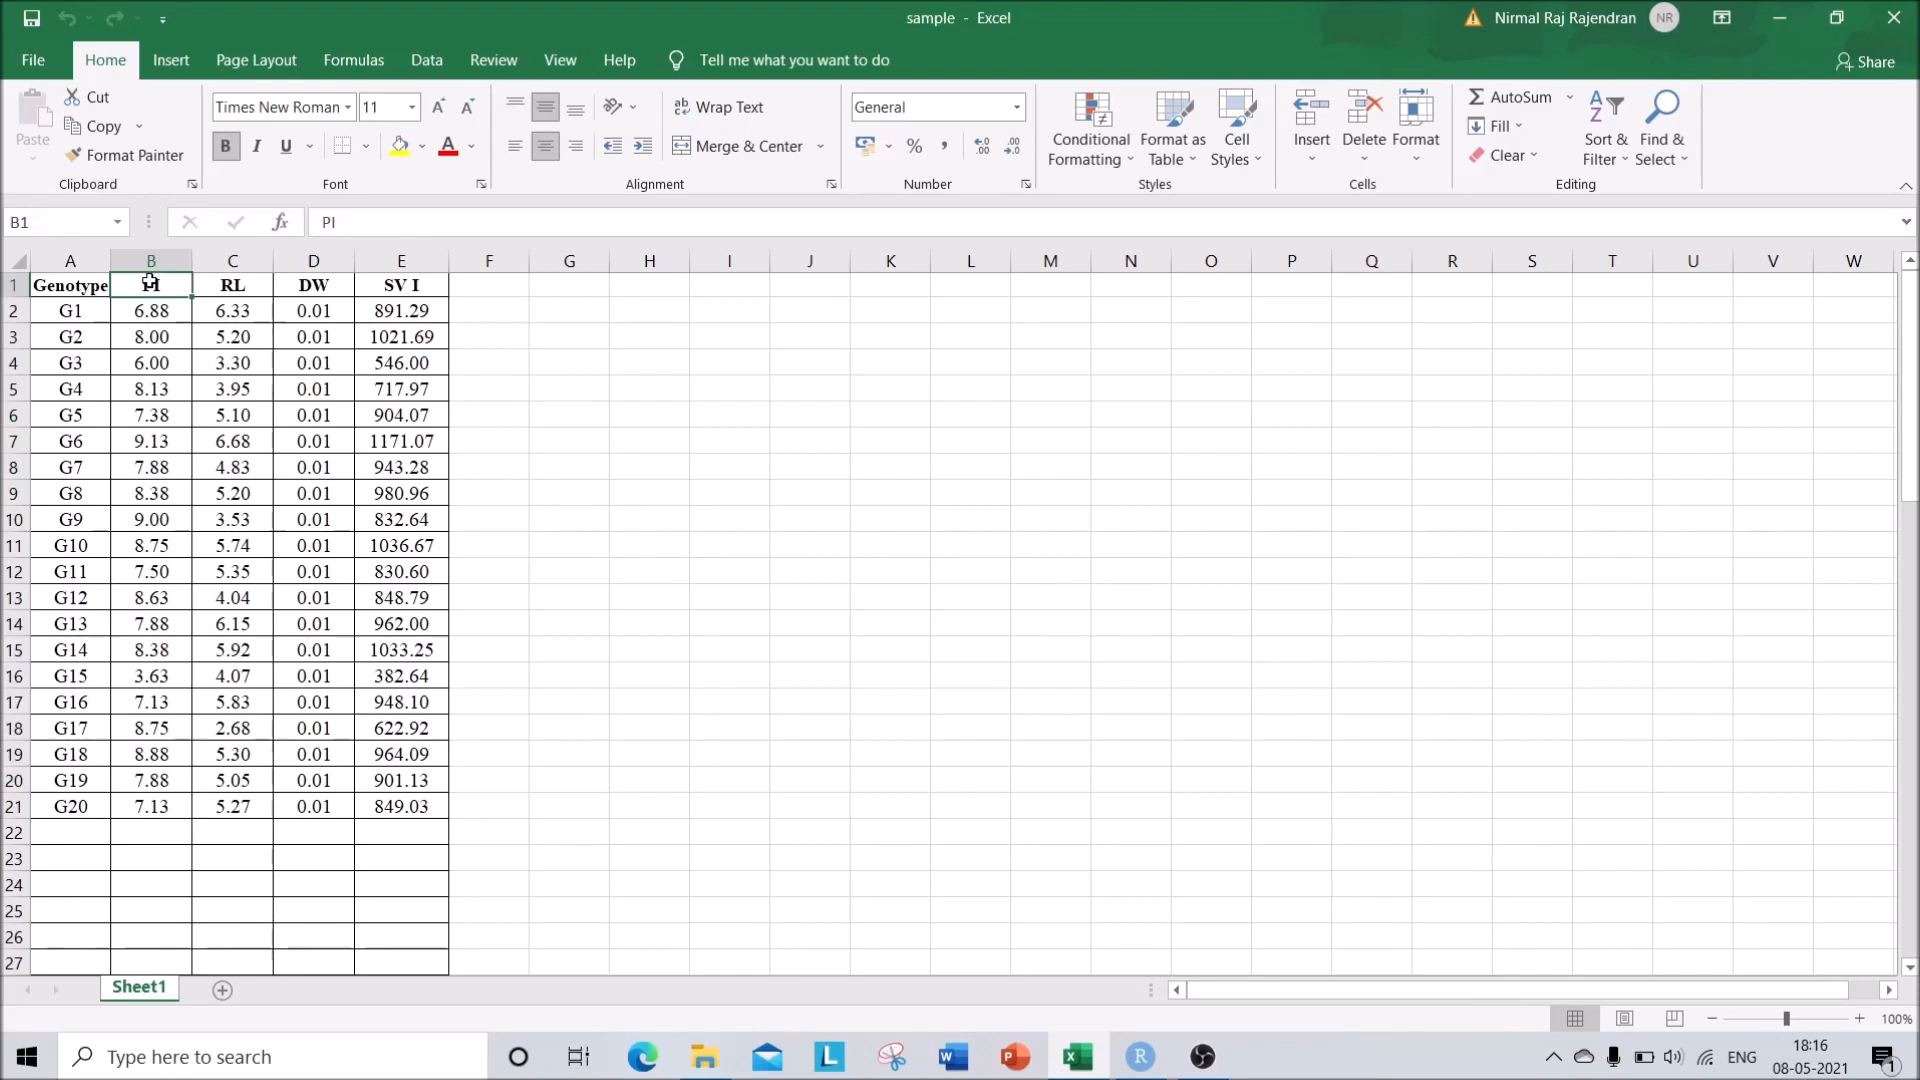 sample - Excel
Nirmal Raj Rajendran NR
File Home Insert Page Layout Formulas Data Review View Help Tell me what you want to do Share
Paste Cut Copy Format Painter Clipboard
Times New Roman 11 B I U A Font
Wrap Text Merge & Center Alignment
General % , Number
Conditional Formatting Format as Table Cell Styles Styles
Insert Delete Format Cells
AutoSum Fill Clear Sort & Filter Find & Select Editing
B1 fx PI
A B C D E F G H I J K L M N O P Q R S T U V W
1 Genotype RL DW SV I
2 G1 6.88 6.33 0.01 891.29
3 G2 8.00 5.20 0.01 1021.69
4 G3 6.00 3.30 0.01 546.00
5 G4 8.13 3.95 0.01 717.97
6 G5 7.38 5.10 0.01 904.07
7 G6 9.13 6.68 0.01 1171.07
8 G7 7.88 4.83 0.01 943.28
9 G8 8.38 5.20 0.01 980.96
10 G9 9.00 3.53 0.01 832.64
11 G10 8.75 5.74 0.01 1036.67
12 G11 7.50 5.35 0.01 830.60
13 G12 8.63 4.04 0.01 848.79
14 G13 7.88 6.15 0.01 962.00
15 G14 8.38 5.92 0.01 1033.25
16 G15 3.63 4.07 0.01 382.64
17 G16 7.13 5.83 0.01 948.10
18 G17 8.75 2.68 0.01 622.92
19 G18 8.88 5.30 0.01 964.09
20 G19 7.88 5.05 0.01 901.13
21 G20 7.13 5.27 0.01 849.03
22
23
24
25
26
27
Sheet1
100%
Type here to search
ENG 18:16
08-05-2021